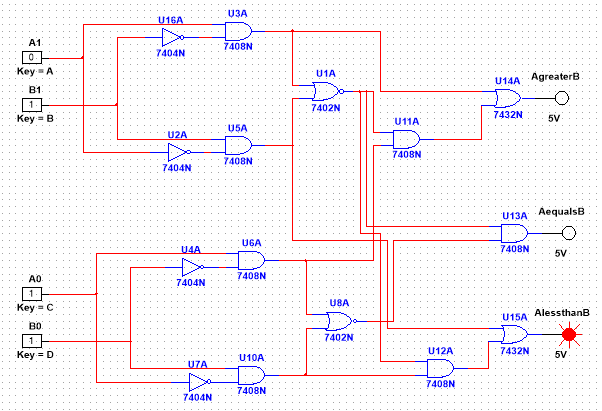 U3A
U16A
7408N
7404N
A1
0
Key = A
U1A
U14A
AgreaterB
B1
1
Key = B
7402N
7432N
5V
U11A
U2A
U5A
7408N
7404N
7408N
U13A
AequalsB
7408N
5V
U4A
U6A
7404N
7408N
A0
1
Key = C
U8A
7402N
B0
1
Key = D
U15A
AlessthanB
7432N
5V
U7A
U10A
7404N
7408N
U12A
7408N